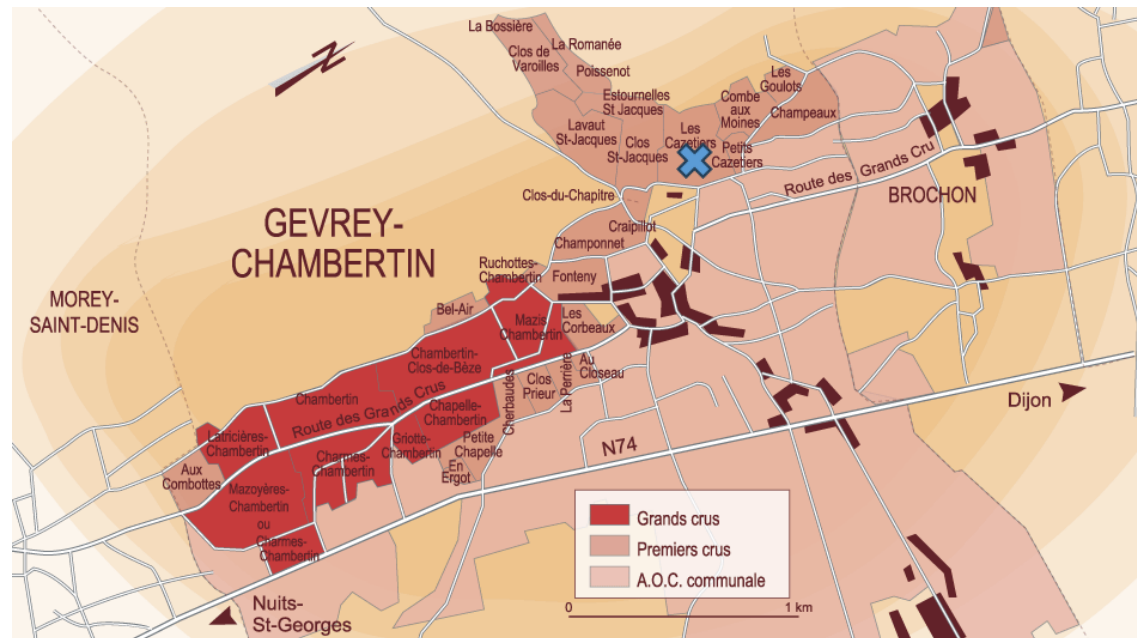 La Bossière
La Romanée
Clos de
Varoilles
Poissenot
Estournelles
St Jacques
Les
Goulots
Combe
aux
Moines
Champeaux
Lavaut
St-Jacques
Clos
St-Jacques
Les
Cazetiers
Petits
Cazetiers
Route des Grands Cru
BROCHON
Clos-du-Chapitre
Craipillot
Champonnet
GEVREY-
CHAMBERTIN
Ruchottes-
Chambertin
Fonteny
MOREY-
SAINT-DENIS
Bel-Air
Mazis
Chambertin
Les
Corbeaux
Chambertin-
Clos-de-Bèze
Au
Closeau
La Perrière
Clos
Prieur
Cherbaudes
Chambertin
Route des Grands Crus
Chapelle-
Chambertin
Dijon
Latricières-
Chambertin
Griotte-
Chambertin
Petite
Chapelle
N74
Charmes-
Chambertin
En
Ergot
Aux
Combottes
Mazoyères-
Chambertin
ou
Charmes-
Chambertin
Grands crus
Premiers crus
A.O.C. communale
0
1 km
Nuits-
St-Georges
N